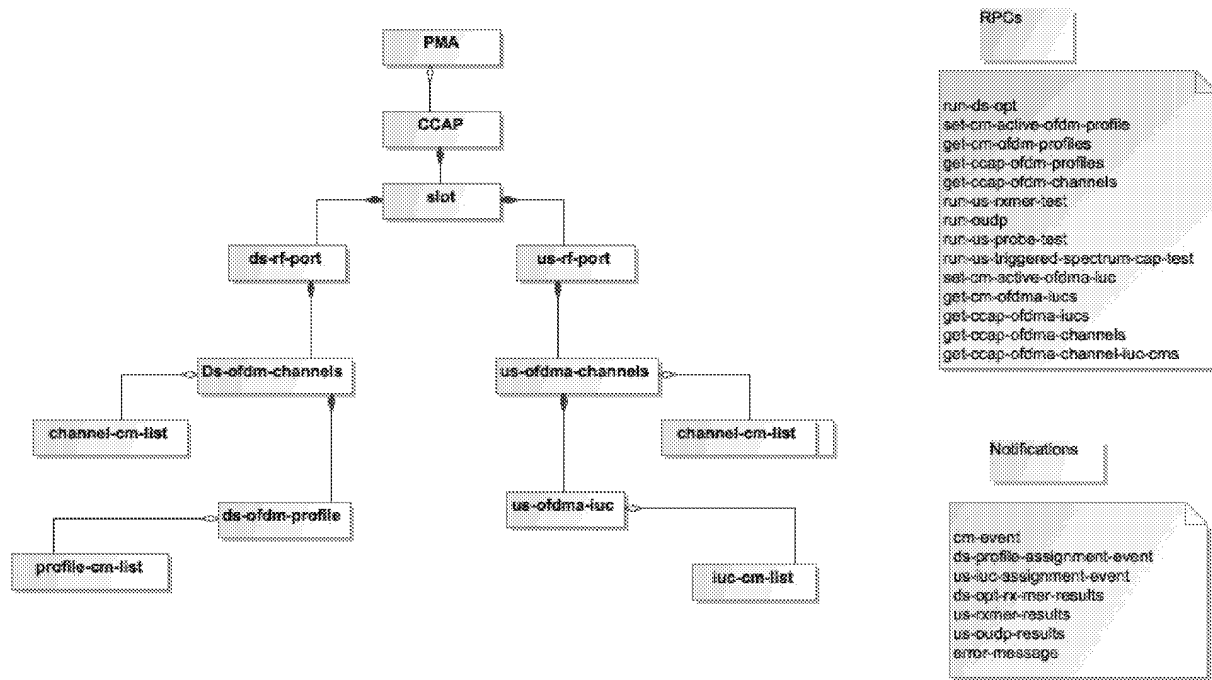 PMA
CCAP
slot
ds-rf-port
us-rf-port
Ds-ofdm-channels
us-ofdma-channels
channel-cm-list
channel-cm-list
ds-ofdm-profile
us-ofdma-iuc
profile-cm-list
iuc-cm-list
RPCs
run-ds-opt
set-cm-active-ofdm-profile
get-cm-ofdm-profiles
get-ccap-ofdm-profiles
get-ccap-ofdm-channels
run-us-rxmer-test
run-oudp
run-us-probe-test
run-us-triggered-spectrum-cap-test
set-cm-active-ofdma-iuc
get-cm-ofdma-iucs
get-ccap-ofdma-iucs
get-ccap-ofdma-channels
get-ccap-ofdma-channel-iuc-cms
Notifications
cm-event
ds-profile-assignment-event
us-iuc-assignment-event
ds-opt-rx-mer-results
us-rxmer-results
us-oudp-results
error-message